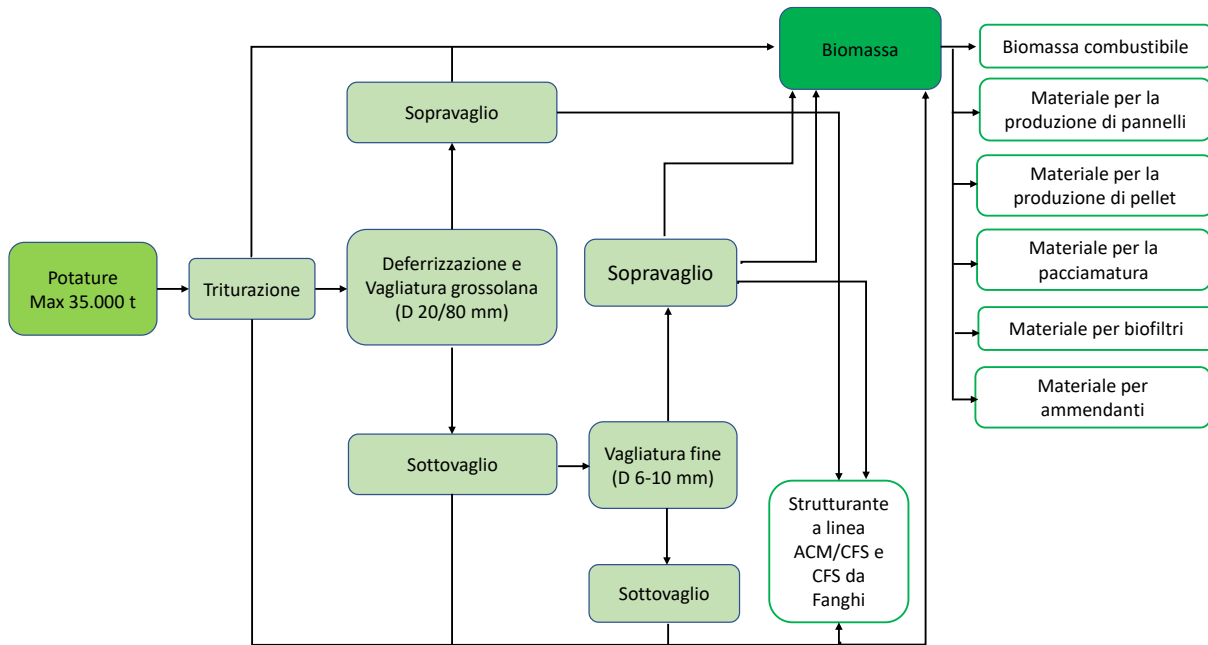 Biomassa
Biomassa combustibile
Sopravaglio
Materiale per la
produzione di pannelli
Materiale per la
produzione di pellet
Potature
Max 35.000 t
Triturazione
Deferrizzazione e
Vagliatura grossolana
(D 20/80 mm)
Sopravaglio
Materiale per la
pacciamatura
Materiale per biofiltri
Materiale per
ammendanti
Sottovaglio
Vagliatura fine
(D 6-10 mm)
Strutturante
a linea
ACM/CFS e
CFS da
Fanghi
Sottovaglio